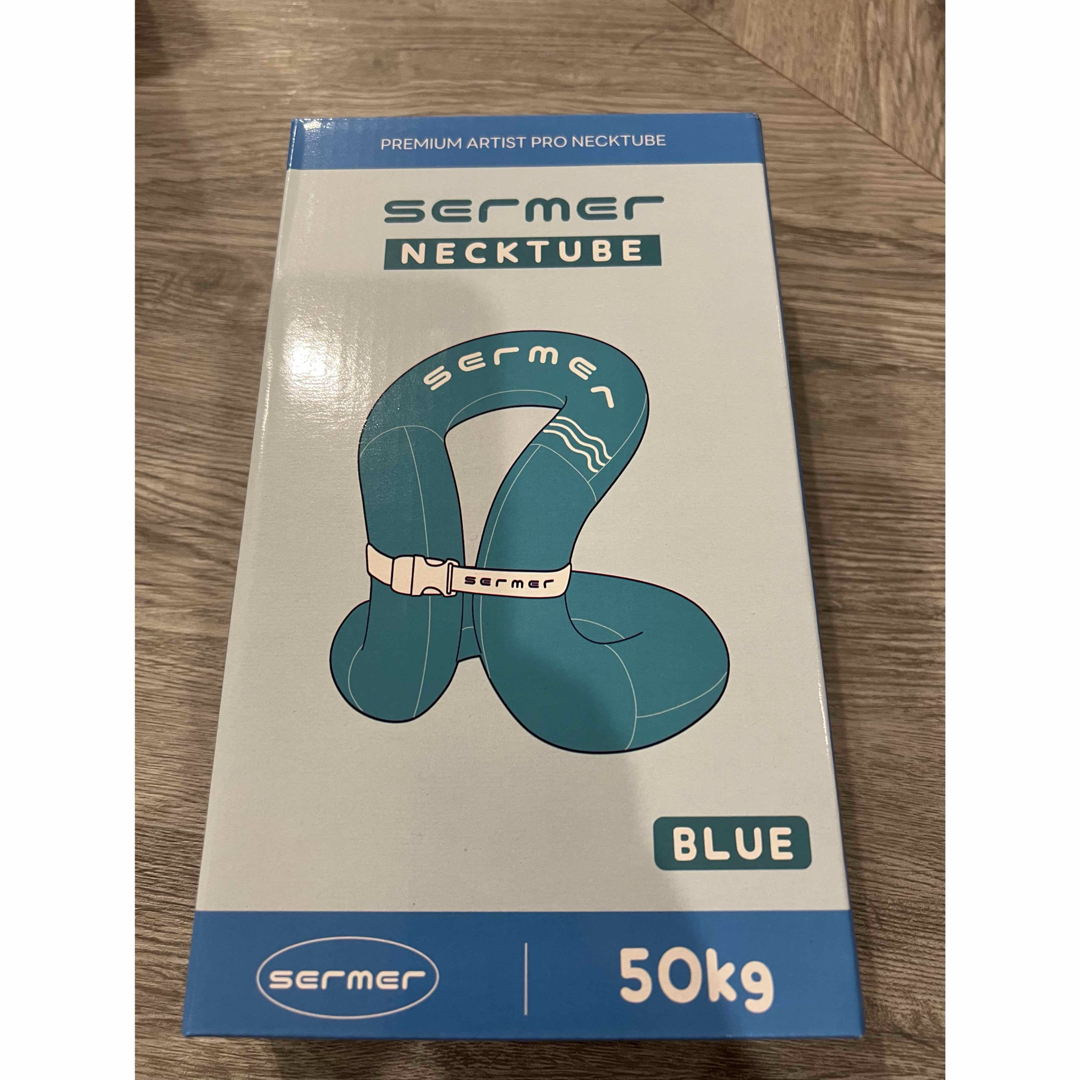 PREMIUM ARTIST PRO NECKTUBE
sermer
NECKTUBE
sermer
sermer
BLUE
sermer
50kg